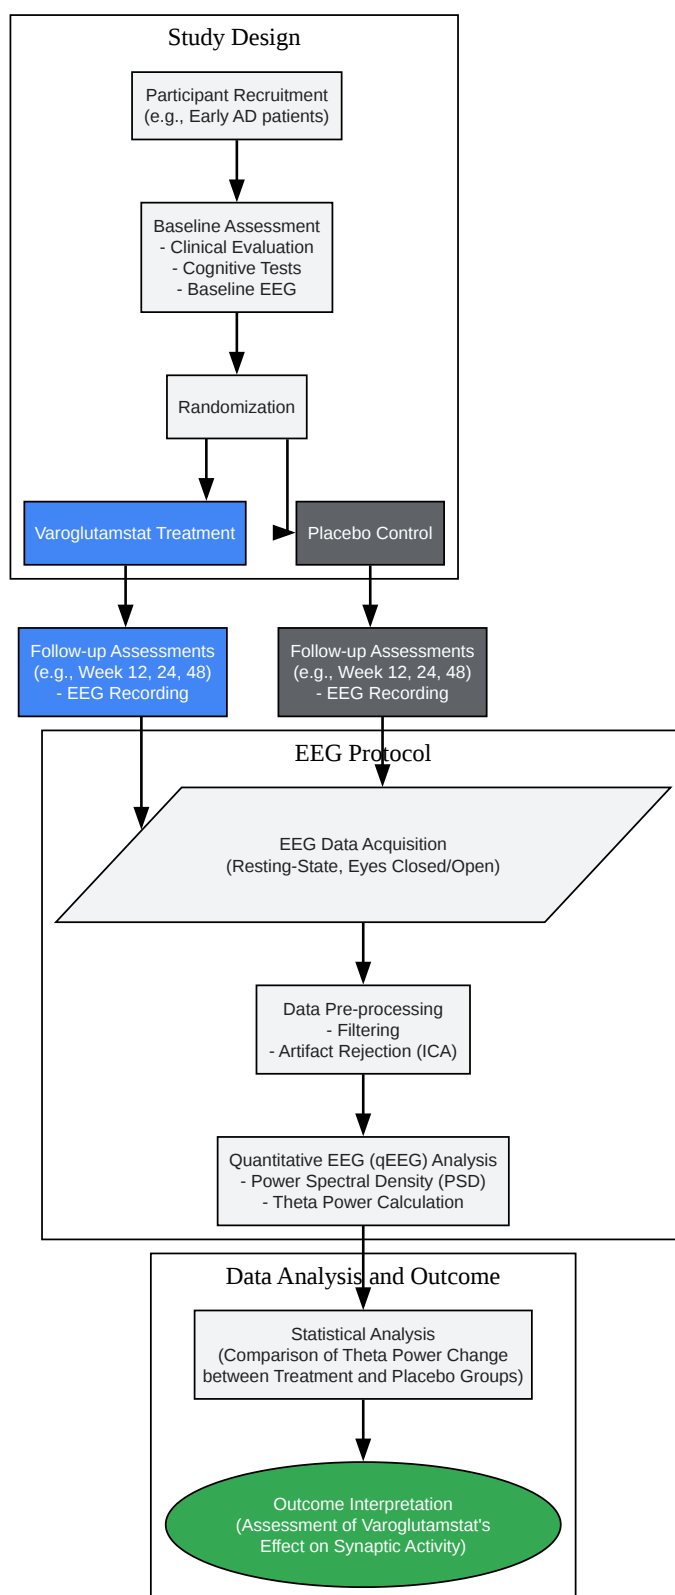 Study Design
Participant Recruitment
(e.g., Early AD patients)
Baseline Assessment
- Clinical Evaluation
- Cognitive Tests
- Baseline EEG
Randomization
Varoglutamstat Treatment
Placebo Control
Follow-up Assessments
(e.g., Week 12, 24, 48)
- EEG Recording
Follow-up Assessments
(e.g., Week 12, 24, 48)
- EEG Recording
EEG Protocol
EEG Data Acquisition
(Resting-State, Eyes Closed/Open)
Data Pre-processing
- Filtering
- Artifact Rejection (ICA)
Quantitative EEG (qEEG) Analysis
- Power Spectral Density (PSD)
- Theta Power Calculation
Data Analysis and Outcome
Statistical Analysis
(Comparison of Theta Power Change
between Treatment and Placebo Groups)
Outcome Interpretation
(Assessment of Varoglutamstat's
Effect on Synaptic Activity)